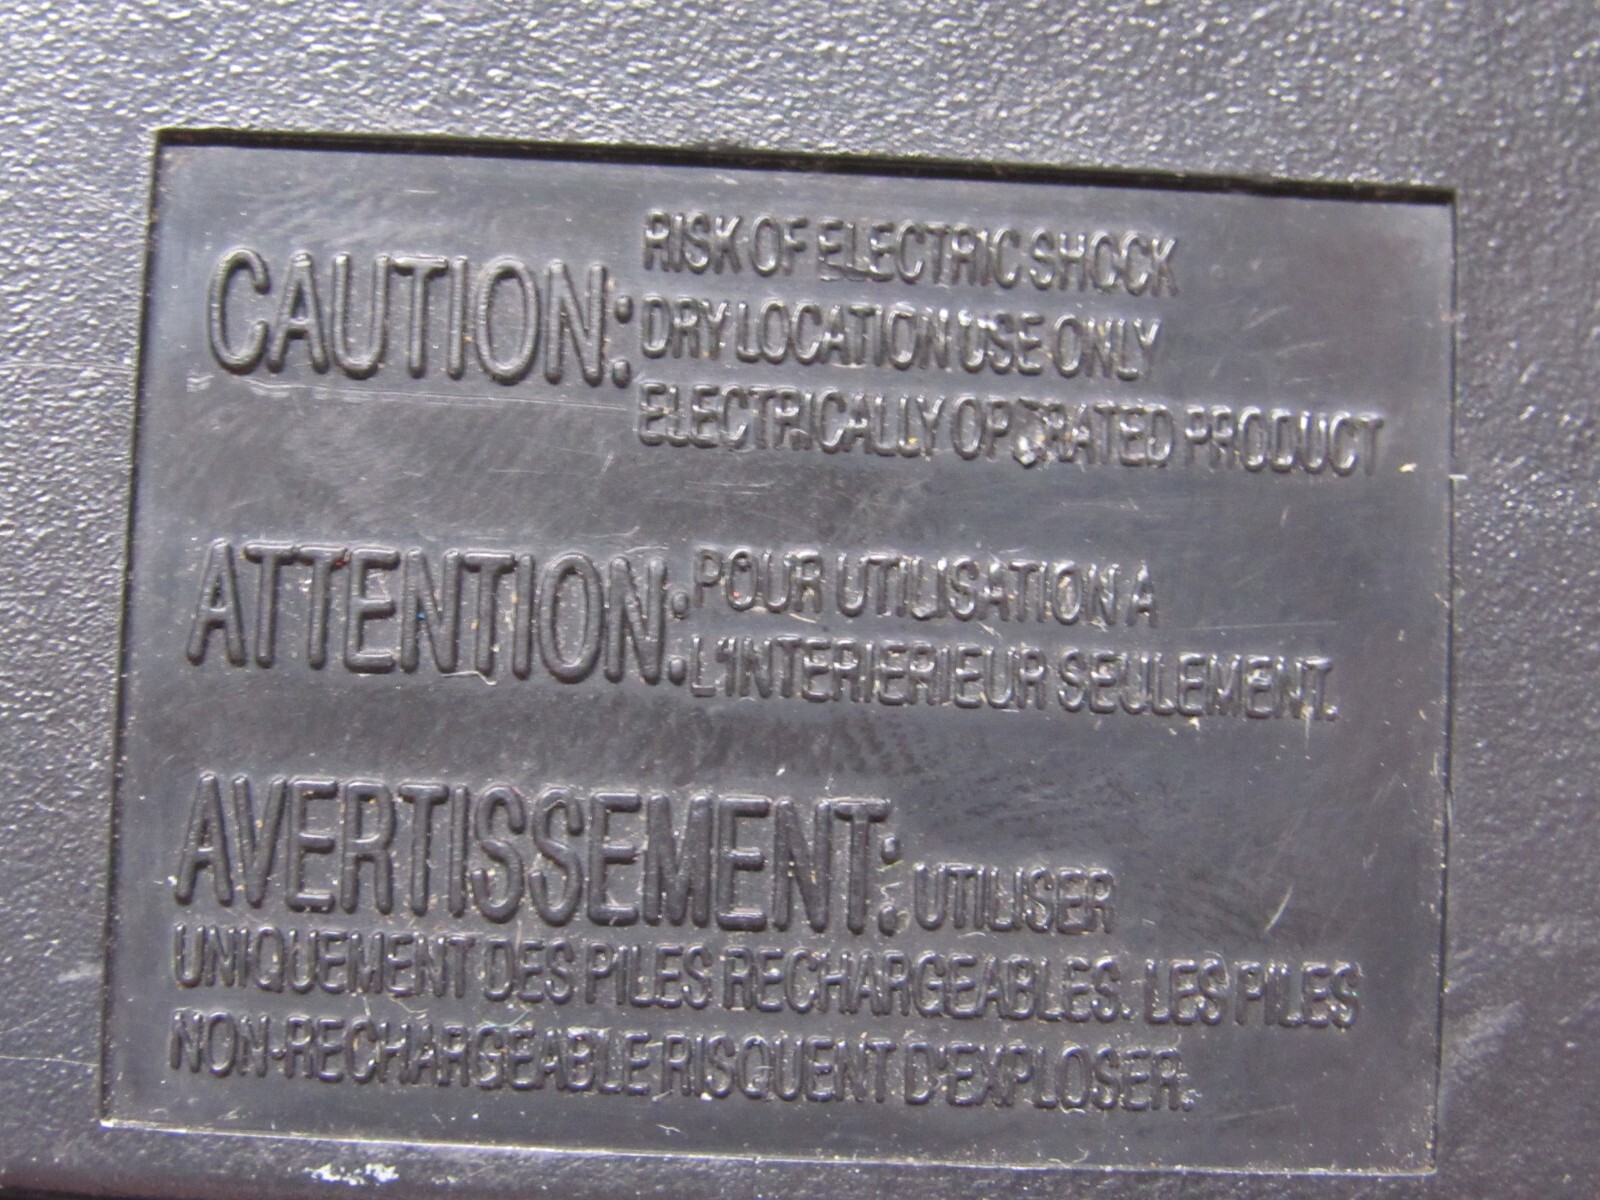 CAUTION: RISK OF ELECTRIC SHOCK
DRY LOCATION USE ONLY
ELECTRICALLY OPERATED PRODUCT
ATTENTION: POUR UTILISATION A
L'INTERIERIEUR SEULEMENT.
AVERTISSEMENT: UTILISER
UNIQUEMENT DES PILES RECHARGEABLES. LES PILES
NON-RECHARGEABLE RISQUENT D'EXPLOSER.